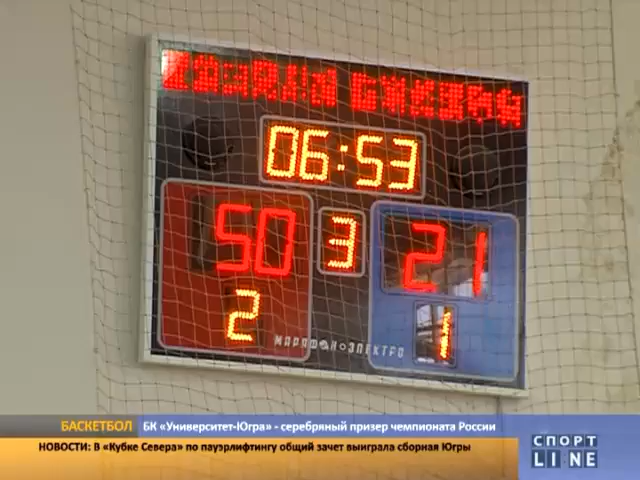 06:53
50 3 21
2 1
МАРАФОН ЭЛЕКТРО
БАСКЕТБОЛ БК «Университет-Югра» - серебряный призер чемпионата России
НОВОСТИ: В «Кубке Севера» по пауэрлифтингу общий зачет выиграла сборная Югры
СПОРТ
LINE